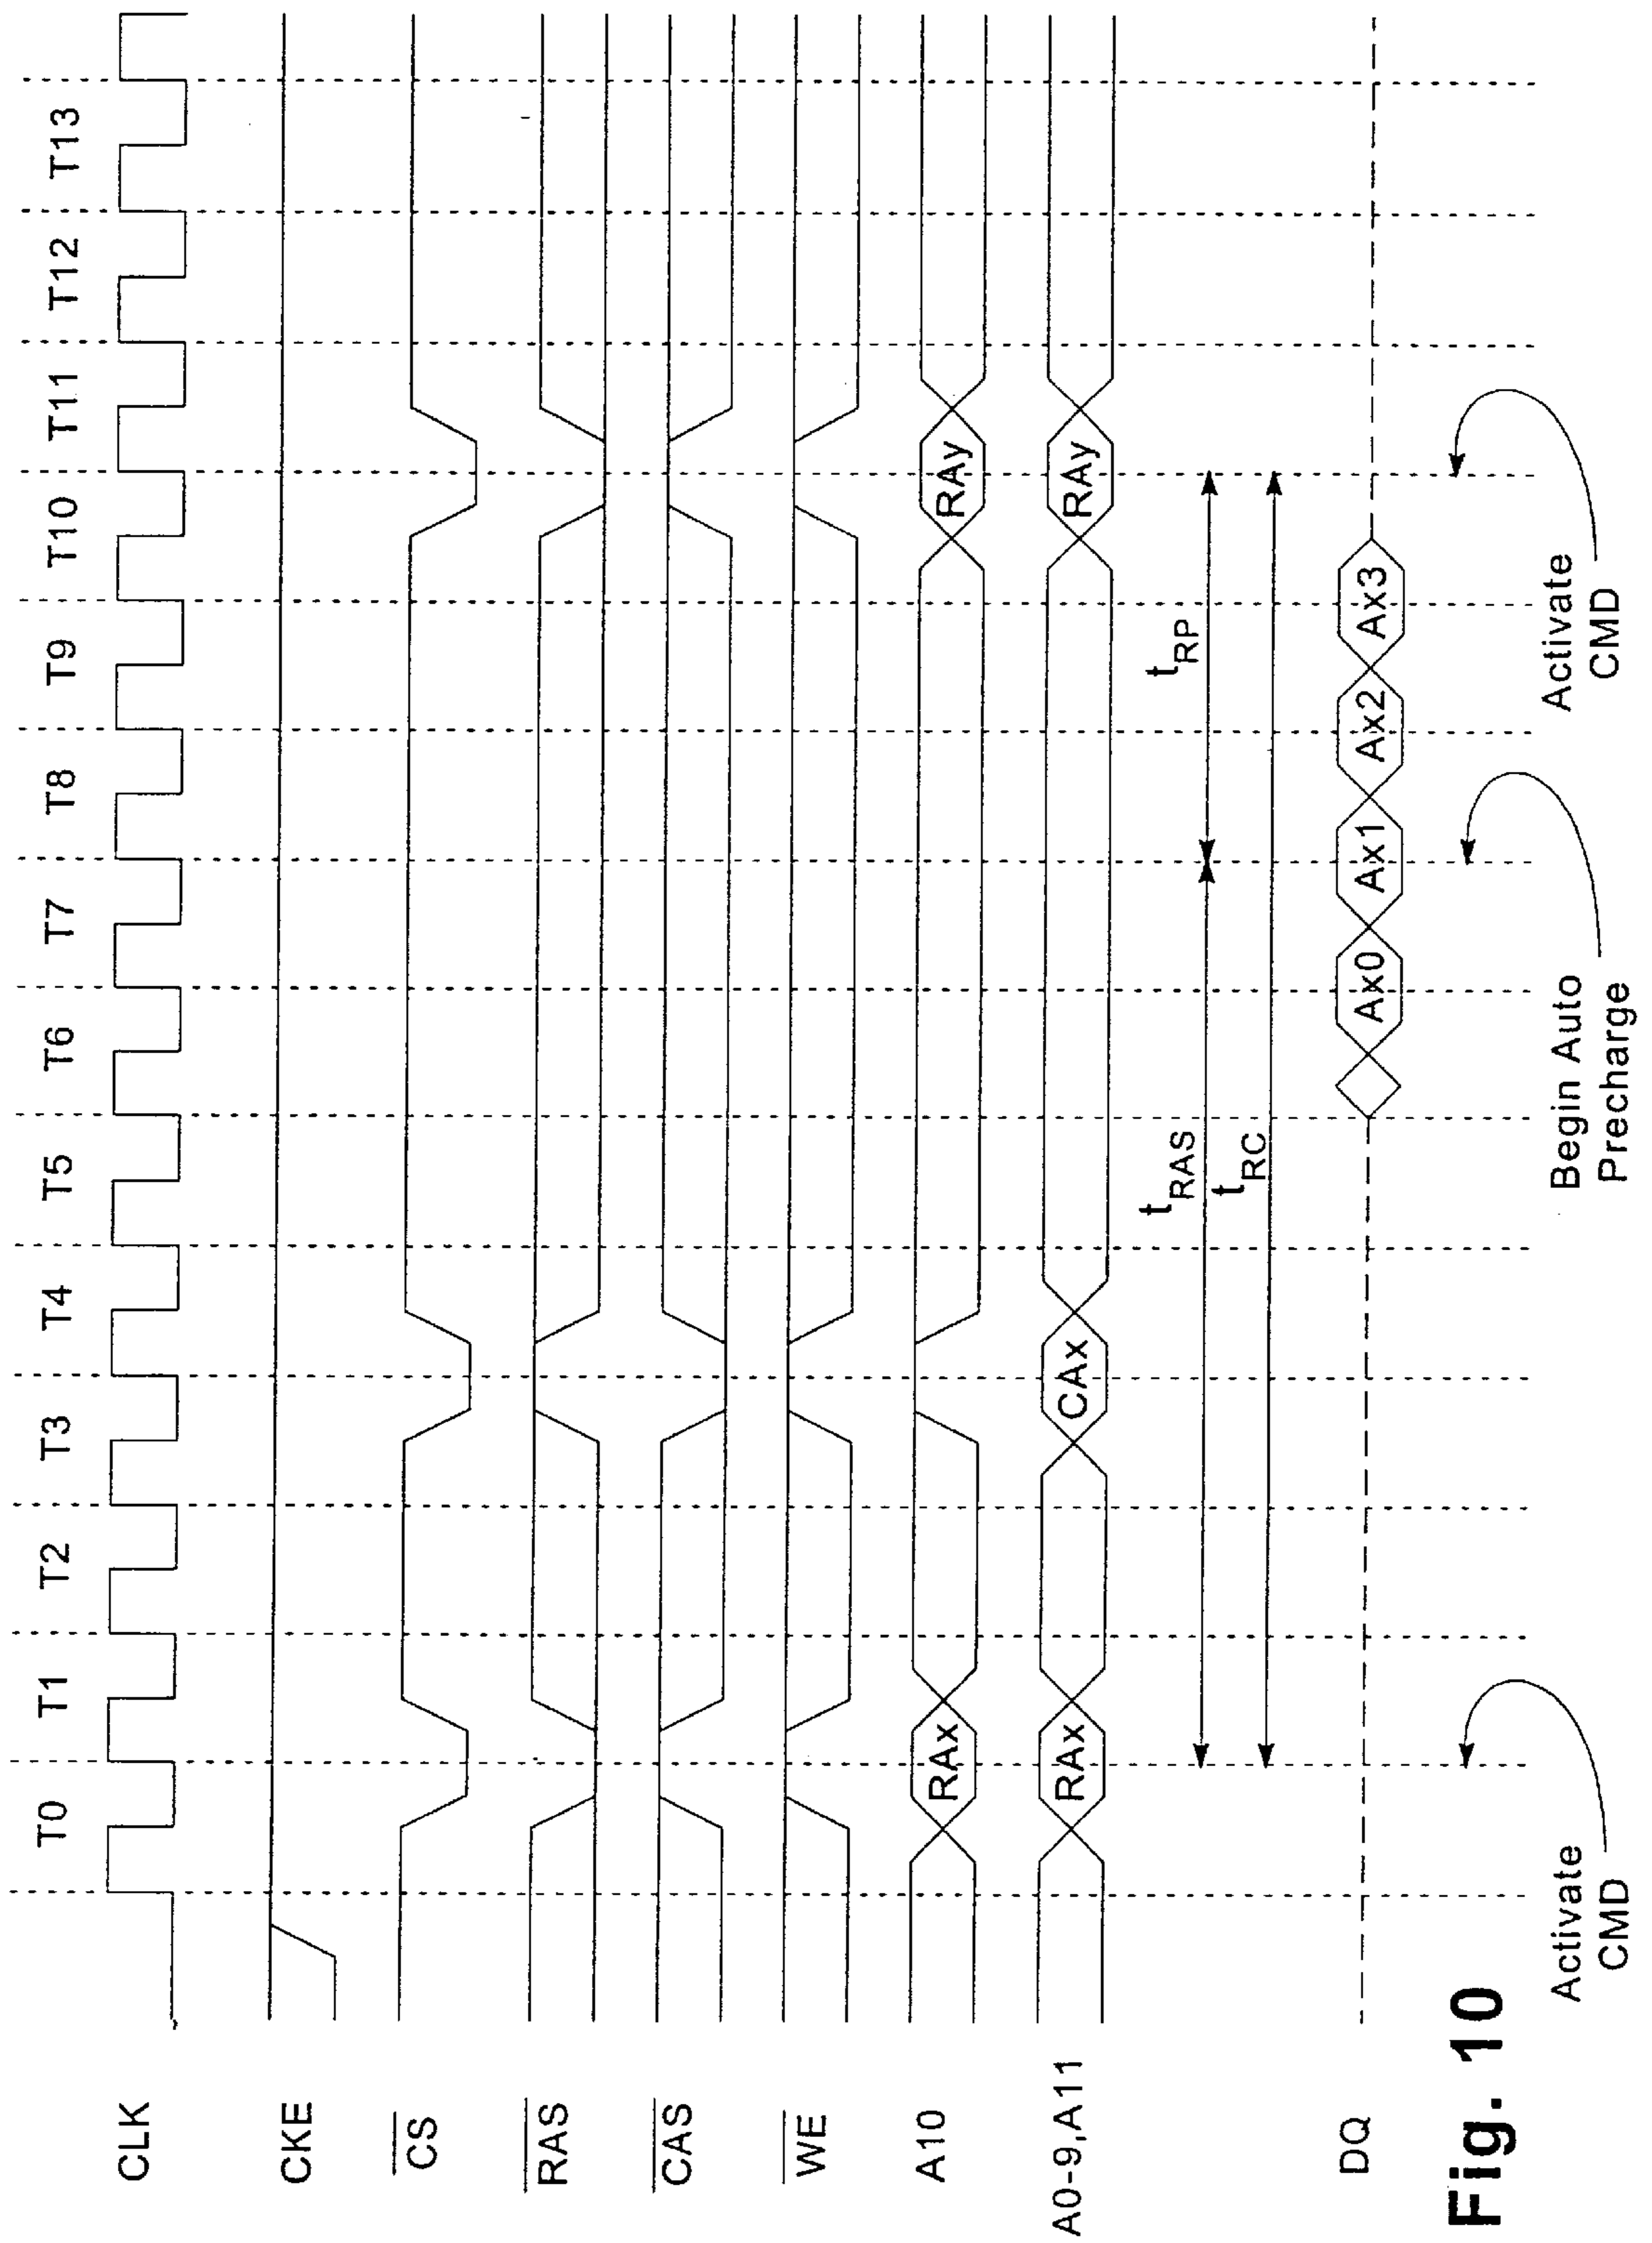 T0 T1 T2 T3 T4 T5 T6 T7 T8 T9 T10 T11 T12 T13
CLK
CKE
CS
RAS
CAS
WE
A10 RAx RAy
A0-9,A11 RAx CAx RAy
tRAS tRP
tRC
DQ Ax0 Ax1 Ax2 Ax3
Activate
CMD
Begin Auto
Precharge
Activate
CMD
Fig. 10